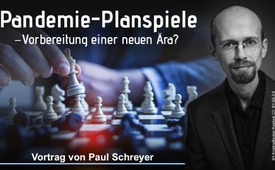 Pandemie-Planspiele
– Vorbereitung einer neuen Ära?
Vortrag von Paul Schreyer